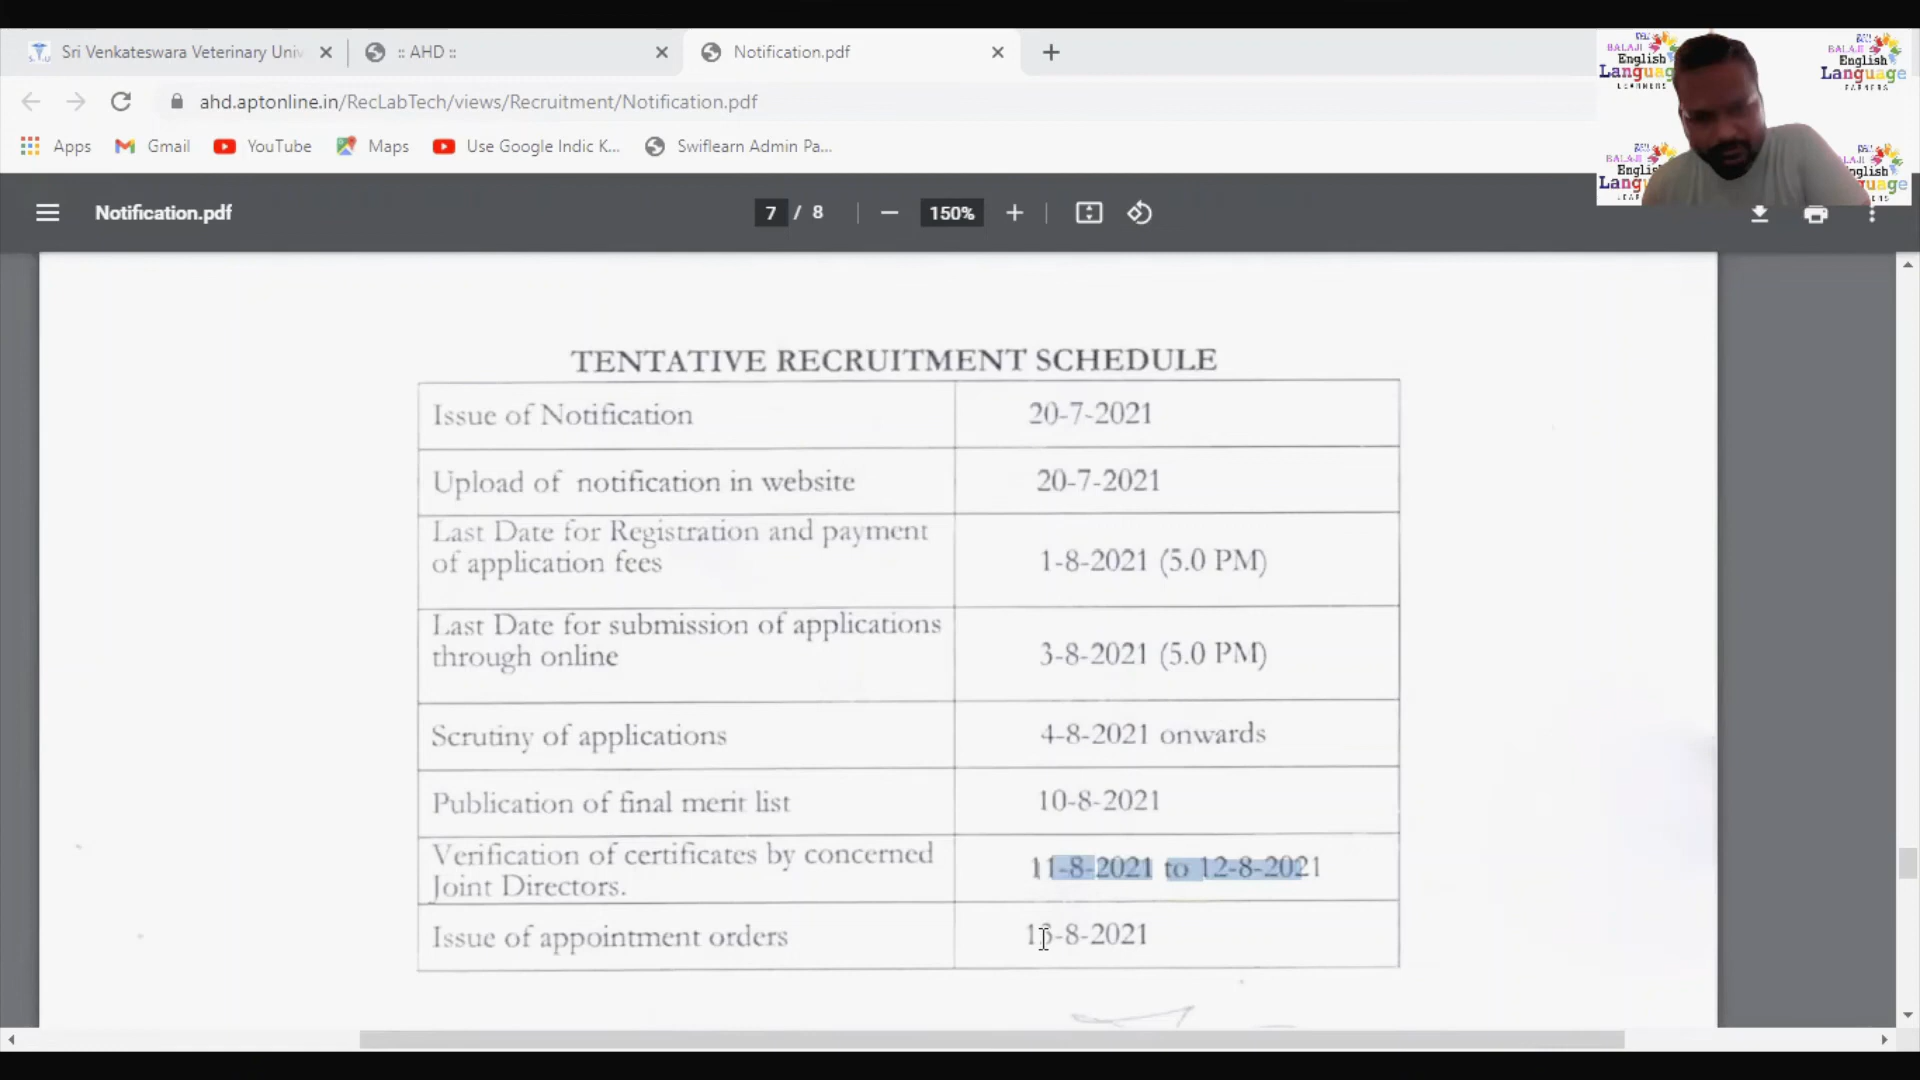 Sri Venkateswara Veterinary Univ
:: AHD ::
Notification.pdf
ahd.aptonline.in/RecLabTech/views/Recruitment/Notification.pdf
Apps Gmail YouTube Maps Use Google Indic K... Swiflearn Admin Pa...
BALAJI
English
Language
LEARNERS
BALAJI
English
Language
BALAJI
English
Notification.pdf 7 / 8 150%
TENTATIVE RECRUITMENT SCHEDULE
Issue of Notification 20-7-2021
Upload of notification in website 20-7-2021
Last Date for Registration and payment
of application fees 1-8-2021 (5.0 PM)
Last Date for submission of applications
through online 3-8-2021 (5.0 PM)
Scrutiny of applications 4-8-2021 onwards
Publication of final merit list 10-8-2021
Verification of certificates by concerned
Joint Directors. 11-8-2021 to 12-8-2021
Issue of appointment orders